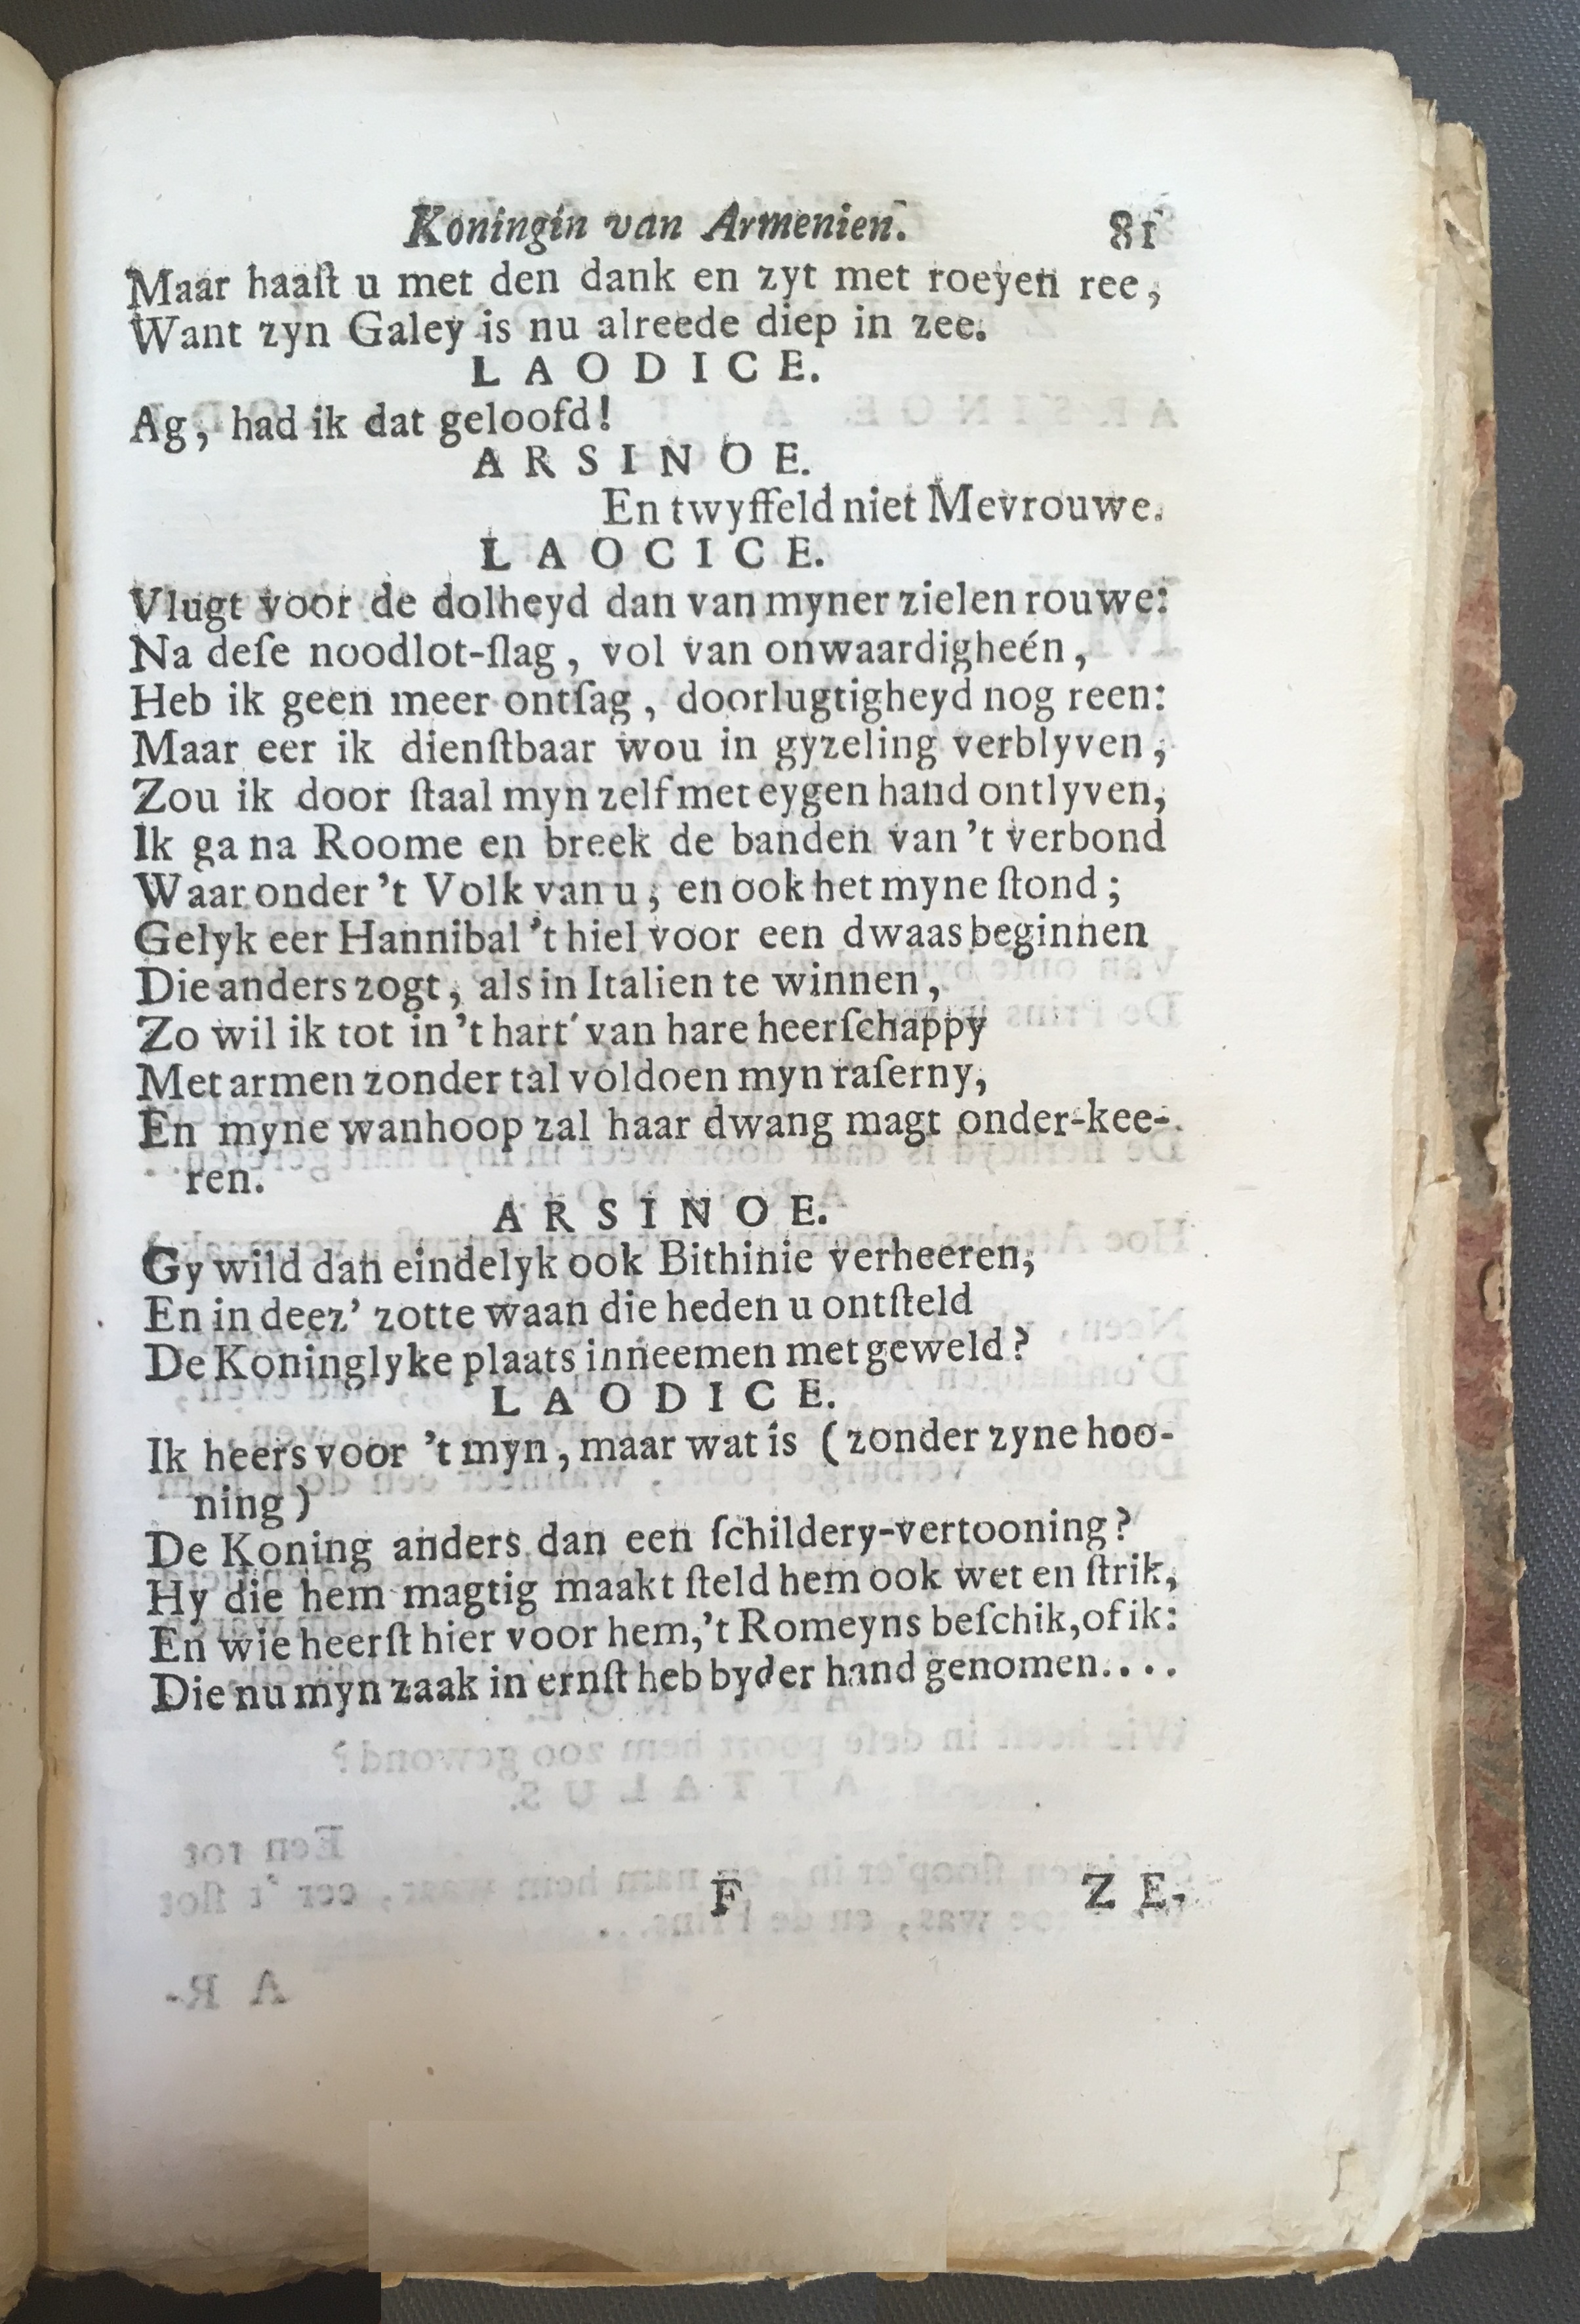 Koningin van Armenien. 81
Maar haaſt u met den dank en zyt met roeyen ree,
Want zyn Galey is nu alreede diep in zee.
LAODICE.
Ag, had ik dat geloofd!
ARSINOE.
En twyffeld niet Mevrouwe.
LAOCICE.
Vlugt voor de dolheyd dan van myner zielen rouwe:
Na deſe noodlot-ſlag, vol van onwaardigheén,
Heb ik geen meer ontſag, doorlugtigheyd nog reen:
Maar eer ik dienſtbaar wou in gyzeling verblyven,
Zou ik door ſtaal myn zelf met eygen hand ontlyven,
Ik ga na Roome en breek de banden van 't verbond
Waar onder 't Volk van u, en ook het myne ſtond;
Gelyk eer Hannibal 't hiel voor een dwaas beginnen
Die anders zogt, als in Italien te winnen,
Zo wil ik tot in 't hart van hare heerſchappy
Met armen zonder tal voldoen myn raſerny,
En myne wanhoop zal haar dwang magt onder-kee-
ren.
ARSINOE.
Gy wild dan eindelyk ook Bithinie verheeren,
En in deez' zotte waan die heden u ontſteld
De Koninglyke plaats inneemen met geweld?
LAODICE.
Ik heers voor 't myn, maar wat is (zonder zyne hoo-
ning)
De Koning anders dan een ſchildery-vertooning?
Hy die hem magtig maakt ſteld hem ook wet en ſtrik,
En wie heerſt hier voor hem,'t Romeyns beſchik, of ik:
Die nu myn zaak in ernſt heb by der hand genomen....
F ZE.